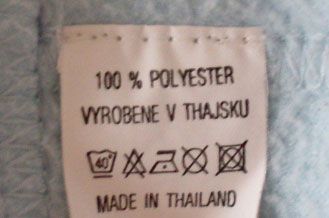 100 % POLYESTER
VYROBENE V THAJSKU
40°
MADE IN THAILAND